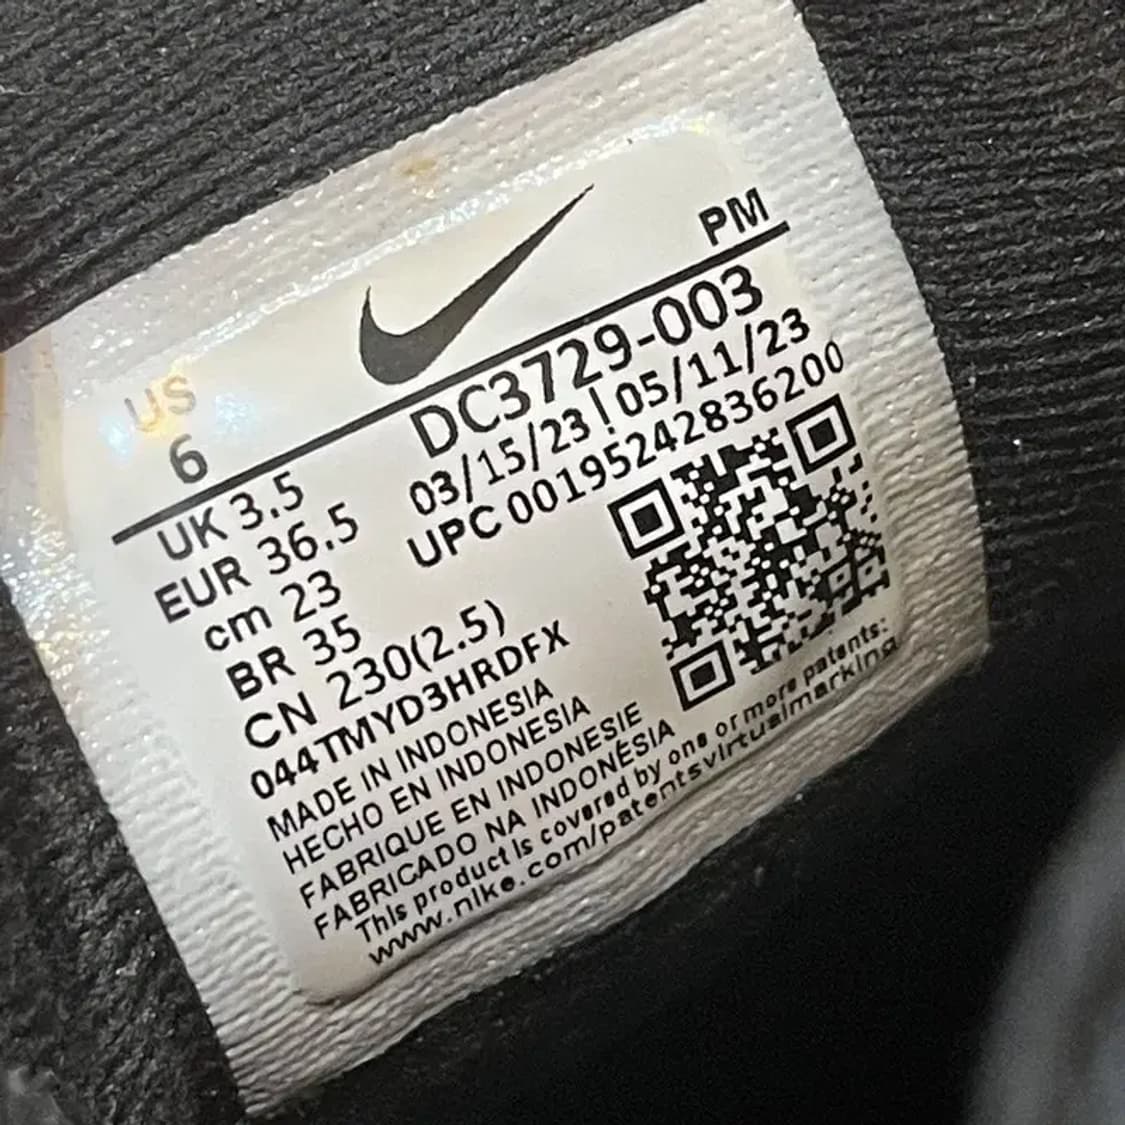 PM
US
6
DC3729-003
03/15/23 | 05/11/23
UPC 00195242836200
UK 3.5
EUR 36.5
cm 23
BR 35
CN 230(2.5)
044TMYD3HRDFX
MADE IN INDONESIA
HECHO EN INDONESIA
FABRIQUE EN INDONESIE
FABRICADO NA INDONÉSIA
This product is covered by one or more patents:
www.nike.com/patentsvirtualmarking